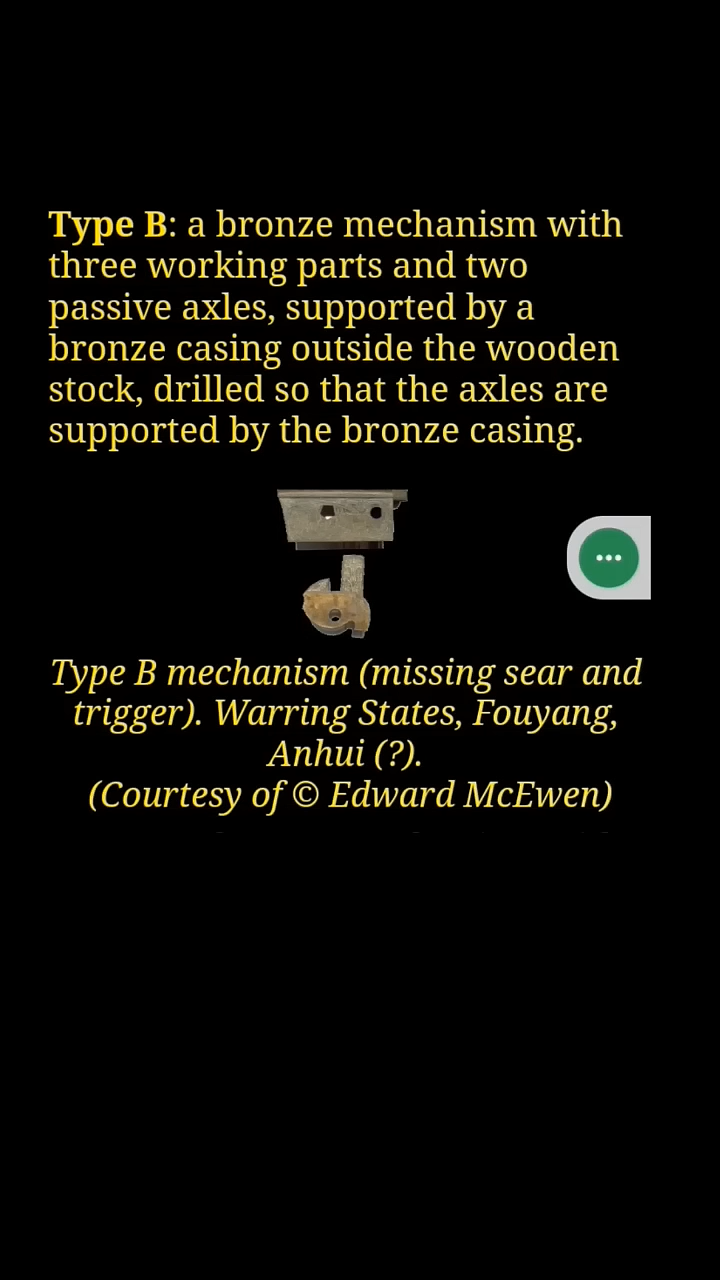 Type B: a bronze mechanism with
three working parts and two
passive axles, supported by a
bronze casing outside the wooden
stock, drilled so that the axles are
supported by the bronze casing.
Type B mechanism (missing sear and
trigger). Warring States, Fouyang,
Anhui (?).
(Courtesy of © Edward McEwen)